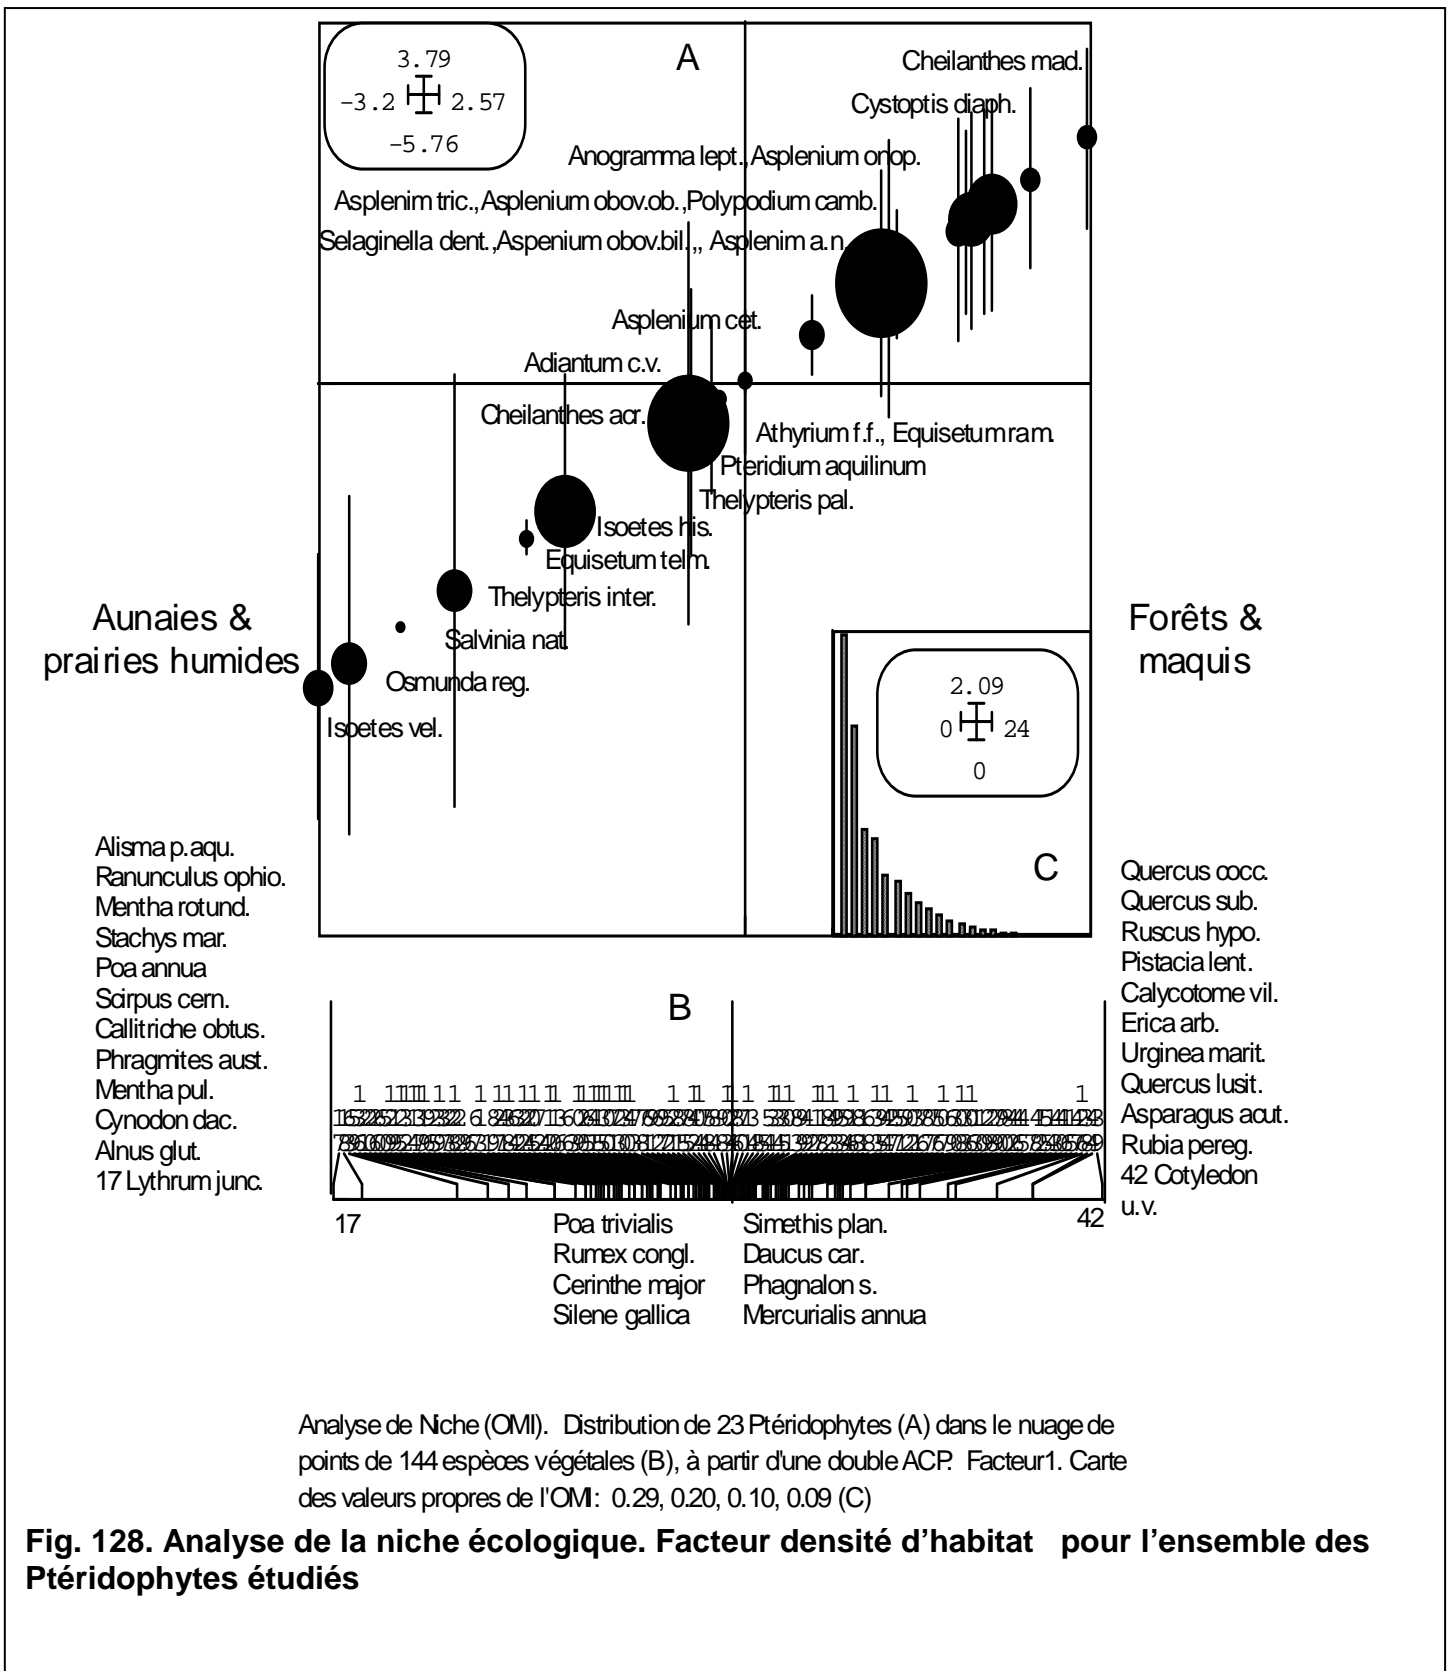 A
3.79
-3.2 2.57
-5.76
Cheilanthes mad.
Cystoptis diaph.
Anogramma lept., Asplenium onop.
Asplenim tric., Asplenium obov.ob., Polypodium camb.
Selaginella dent., Aspenium obov.bil.,, Asplenim a.n.
Asplenium cet.
Adiantum c.v.
Cheilanthes acr.
Athyrium f.f., Equisetum ram.
Pteridium aquilinum
Thelypteris pal.
Isoetes his.
Equisetum telm.
Thelypteris inter.
Salvinia nat.
Osmunda reg.
Isoetes vel.
Aunaies &
prairies humides
Forêts &
maquis
2.09
0 24
0
C
Alisma p.aqu.
Ranunculus ophio.
Mentha rotund.
Stachys mar.
Poa annua
Scirpus cern.
Callitriche obtus.
Phragmites aust.
Mentha pul.
Cynodon dac.
Alnus glut.
17 Lythrum junc.
Quercus cocc.
Quercus sub.
Ruscus hypo.
Pistacia lent.
Calycotome vil.
Erica arb.
Urginea marit.
Quercus lusit.
Asparagus acut.
Rubia pereg.
42 Cotyledon
u.v.
B
17
42
Poa trivialis
Rumex congl.
Cerinthe major
Silene gallica
Simethis plan.
Daucus car.
Phagnalon s.
Mercurialis annua
Analyse de Niche (OMI). Distribution de 23 Ptéridophytes (A) dans le nuage de
points de 144 espèces végétales (B), à partir d'une double ACP. Facteur1. Carte
des valeurs propres de l'OMI: 0.29, 0.20, 0.10, 0.09 (C)
Fig. 128. Analyse de la niche écologique. Facteur densité d’habitat pour l’ensemble des
Ptéridophytes étudiés